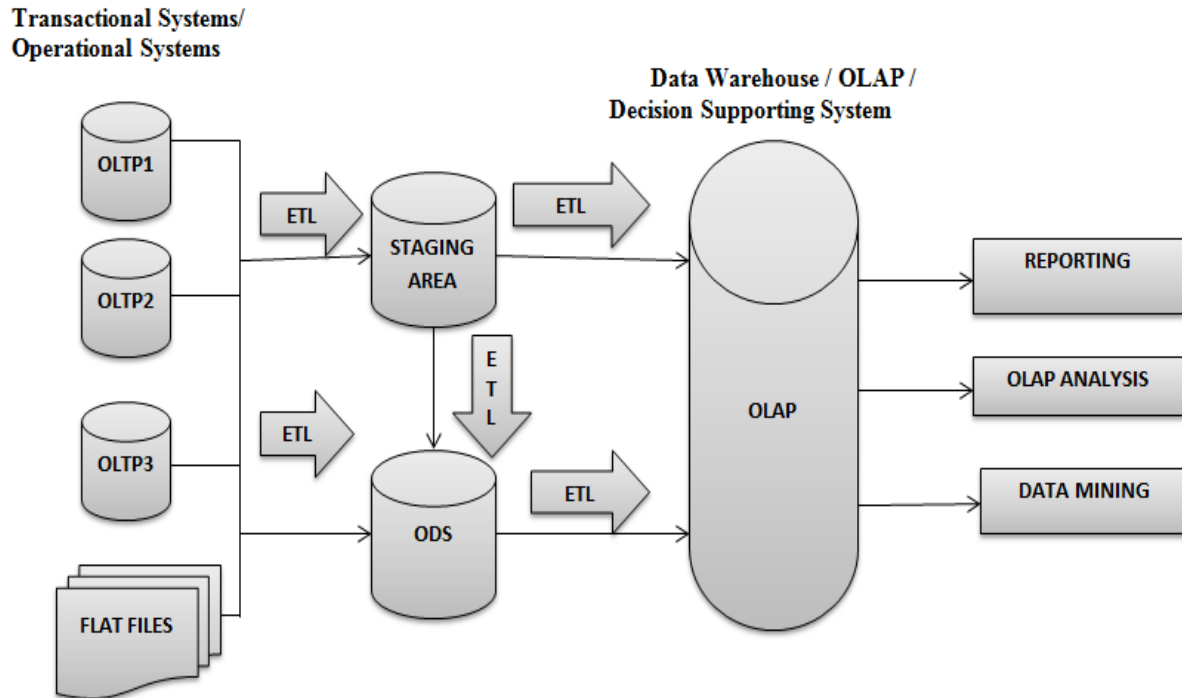 Transactional Systems/
Operational Systems
Data Warehouse / OLAP /
Decision Supporting System
OLTP1
OLTP2
OLTP3
FLAT FILES
ETL
STAGING
AREA
ETL
E
T
L
ETL
ODS
ETL
OLAP
REPORTING
OLAP ANALYSIS
DATA MINING